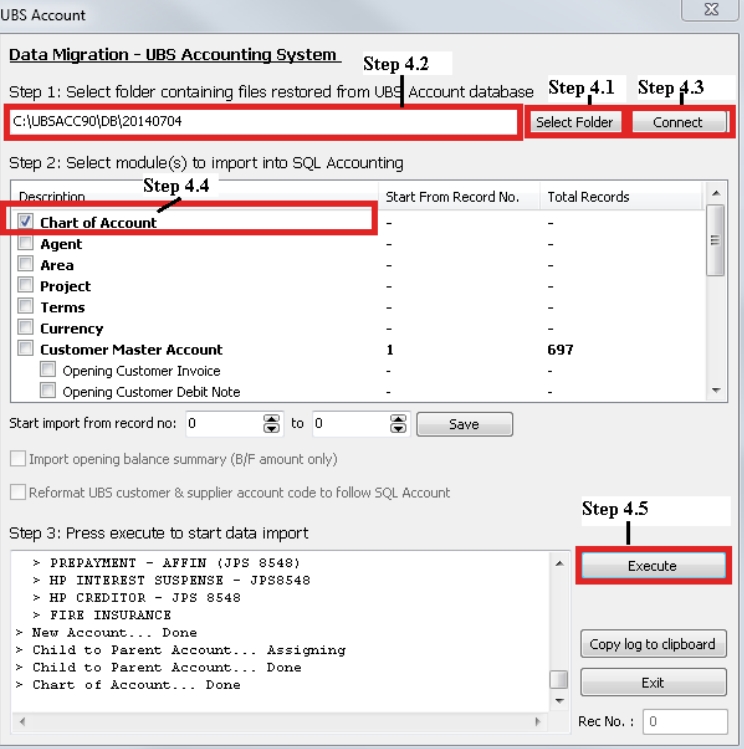 UBS Account
Data Migration - UBS Accounting System
Step 4.2
Step 1: Select folder containing files restored from UBS Account database
Step 4.1
Step 4.3
C:\UBSACC90\DB\20140704
Select Folder
Connect
Step 2: Select module(s) to import into SQL Accounting
Step 4.4
Description Start From Record No. Total Records
Chart of Account - -
Agent - -
Area - -
Project - -
Terms - -
Currency - -
Customer Master Account 1 697
Opening Customer Invoice - -
Opening Customer Debit Note - -
Start import from record no: 0 to 0 Save
Import opening balance summary (B/F amount only)
Reformat UBS customer & supplier account code to follow SQL Account
Step 4.5
Step 3: Press execute to start data import
> PREPAYMENT - AFFIN (JPS 8548)
> HP INTEREST SUSPENSE - JPS8548
> HP CREDITOR - JPS 8548
> FIRE INSURANCE
> New Account... Done
> Child to Parent Account... Assigning
> Child to Parent Account... Done
> Chart of Account... Done
Execute
Copy log to clipboard
Exit
Rec No. : 0